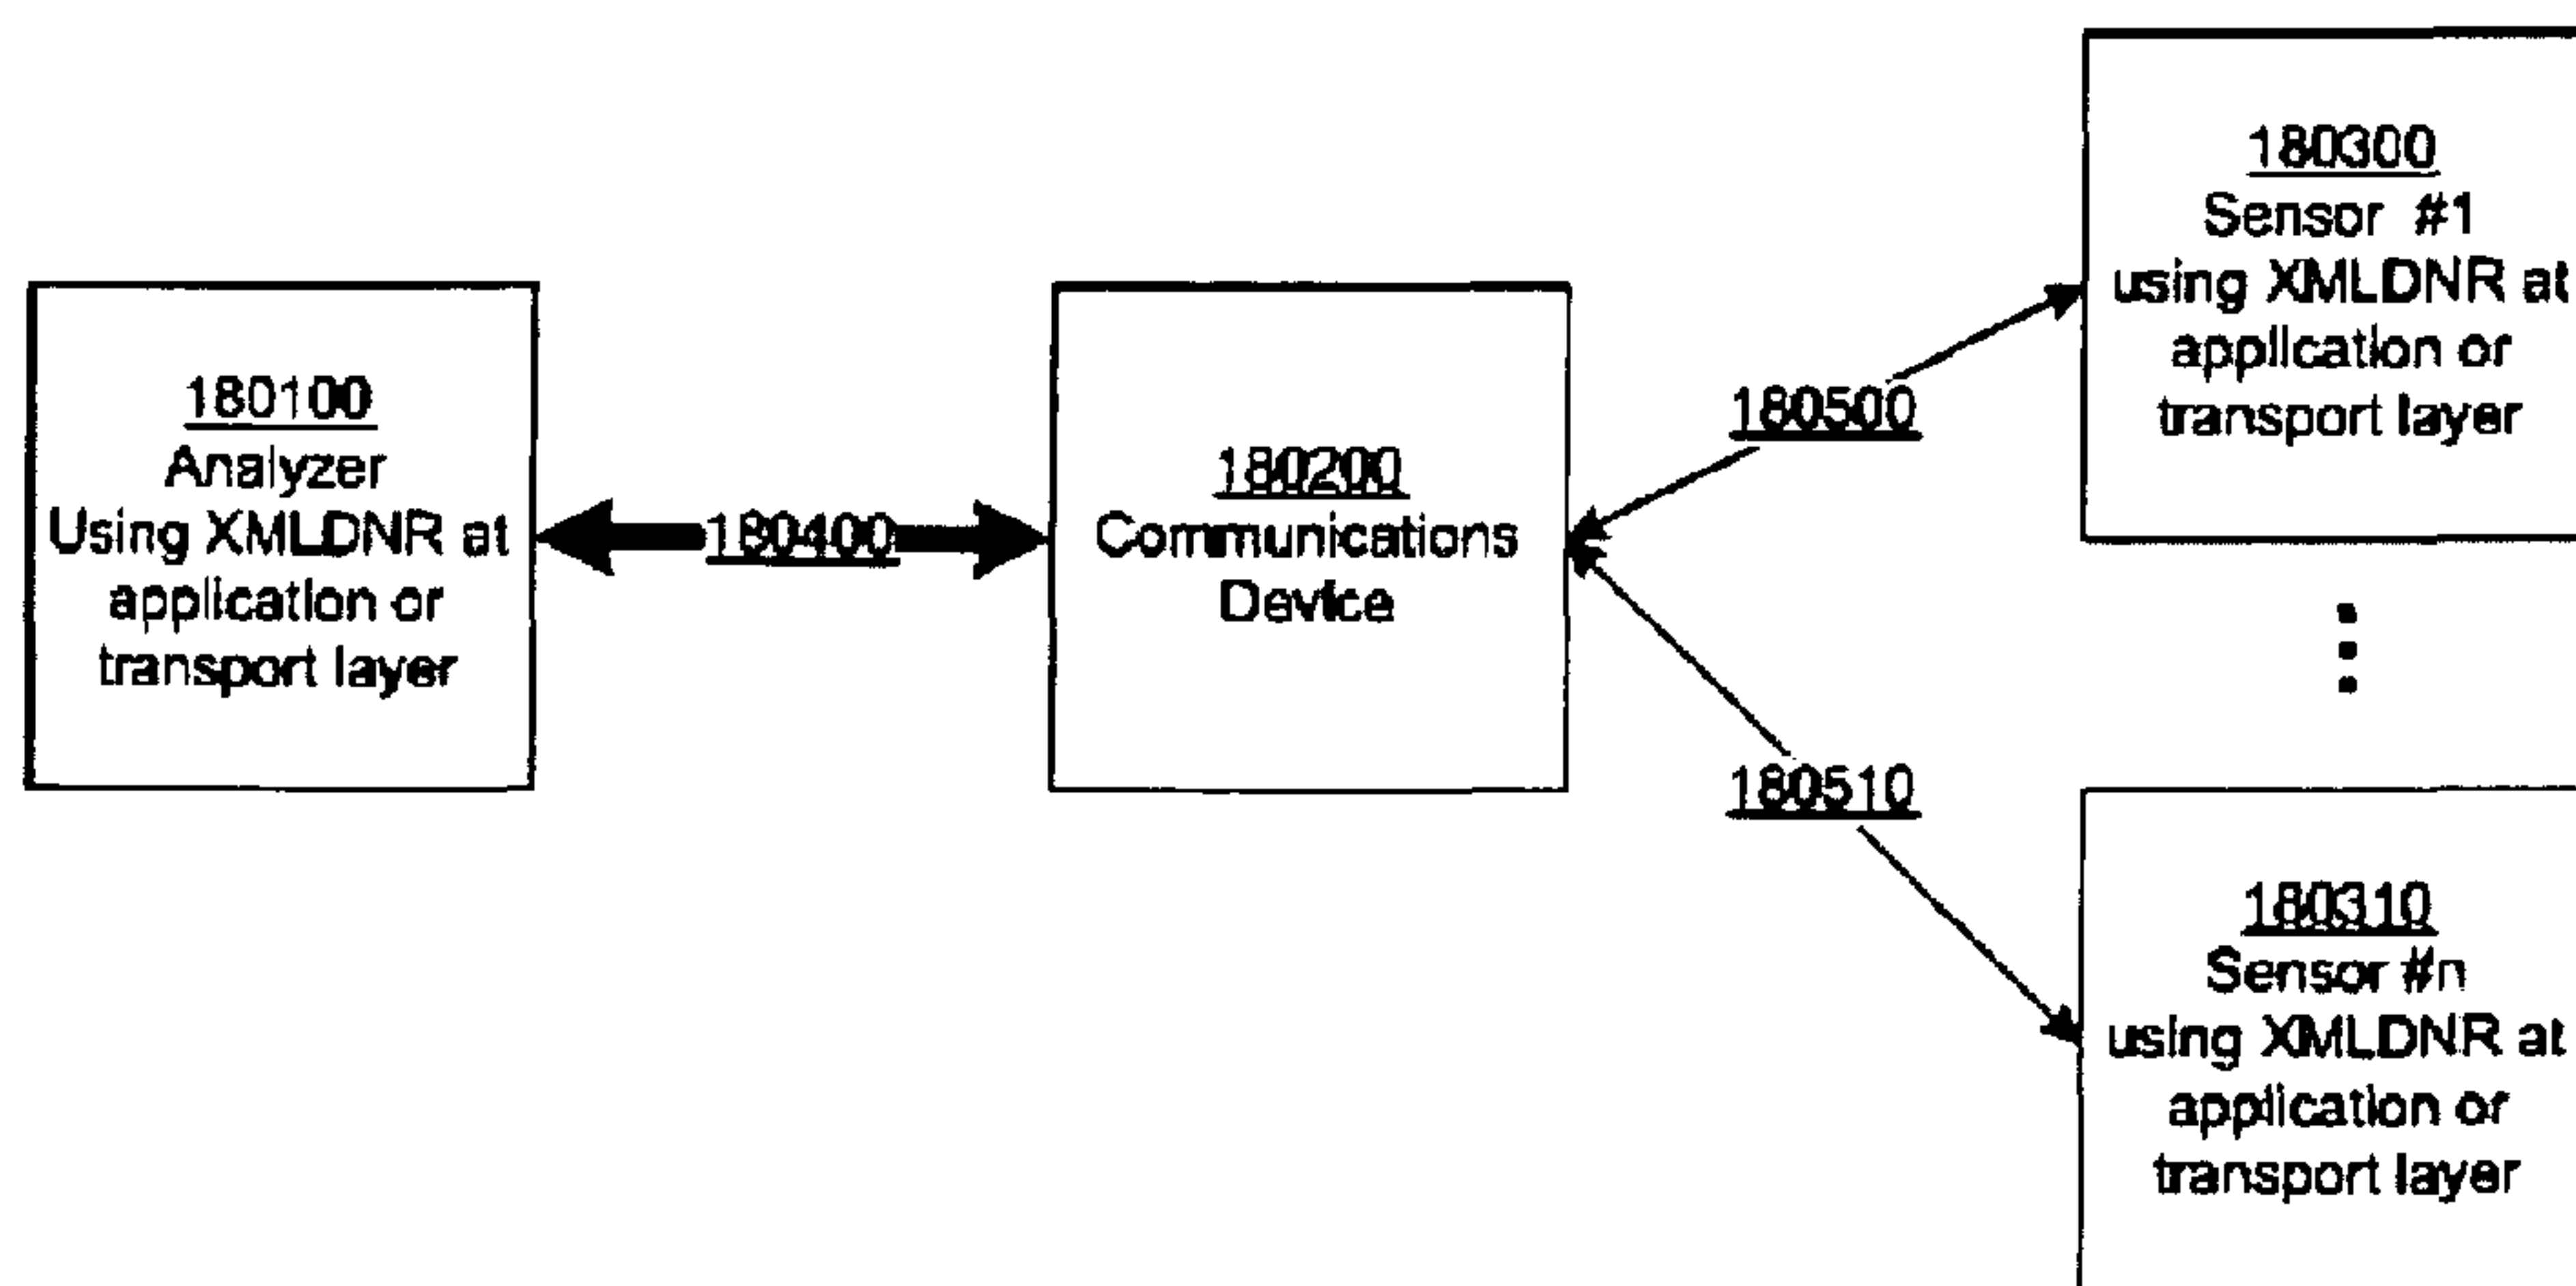 180100
Analyzer
Using XMLDNR at
application or
transport layer
180400
180200
Communications
Device
180500
180510
180300
Sensor #1
using XMLDNR at
application or
transport layer
180310
Sensor #n
using XMLDNR at
application or
transport layer